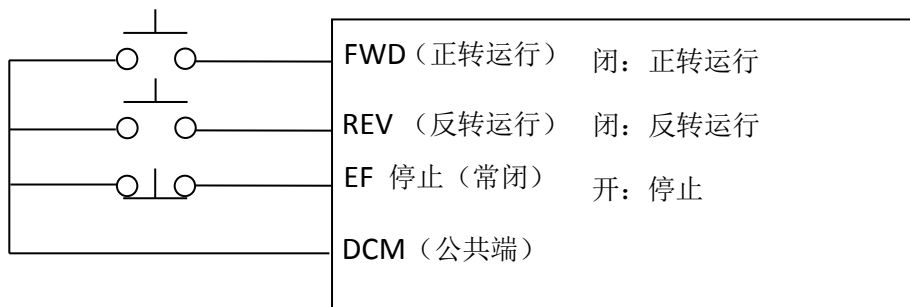 FWD（正转运行） 闭：正转运行
REV （反转运行） 闭：反转运行
EF 停止（常闭） 开：停止
DCM（公共端）